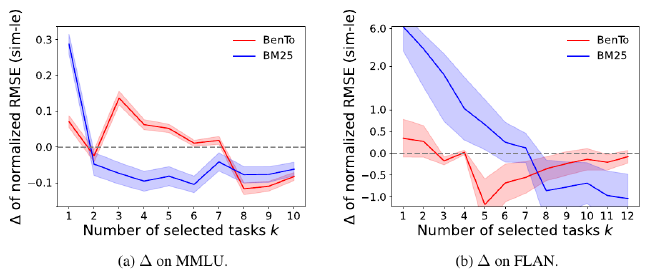 Δ of normalized RMSE (sim-le)
0.3
0.2
0.1
0.0
−0.1
BenTo
BM25
1 2 3 4 5 6 7 8 9 10
Number of selected tasks k
(a) Δ on MMLU.
Δ of normalized RMSE (sim-le)
6.0
2.0
1.0
0.5
0.0
−0.5
−1.0
BenTo
BM25
1 2 3 4 5 6 7 8 9 10 11 12
Number of selected tasks k
(b) Δ on FLAN.